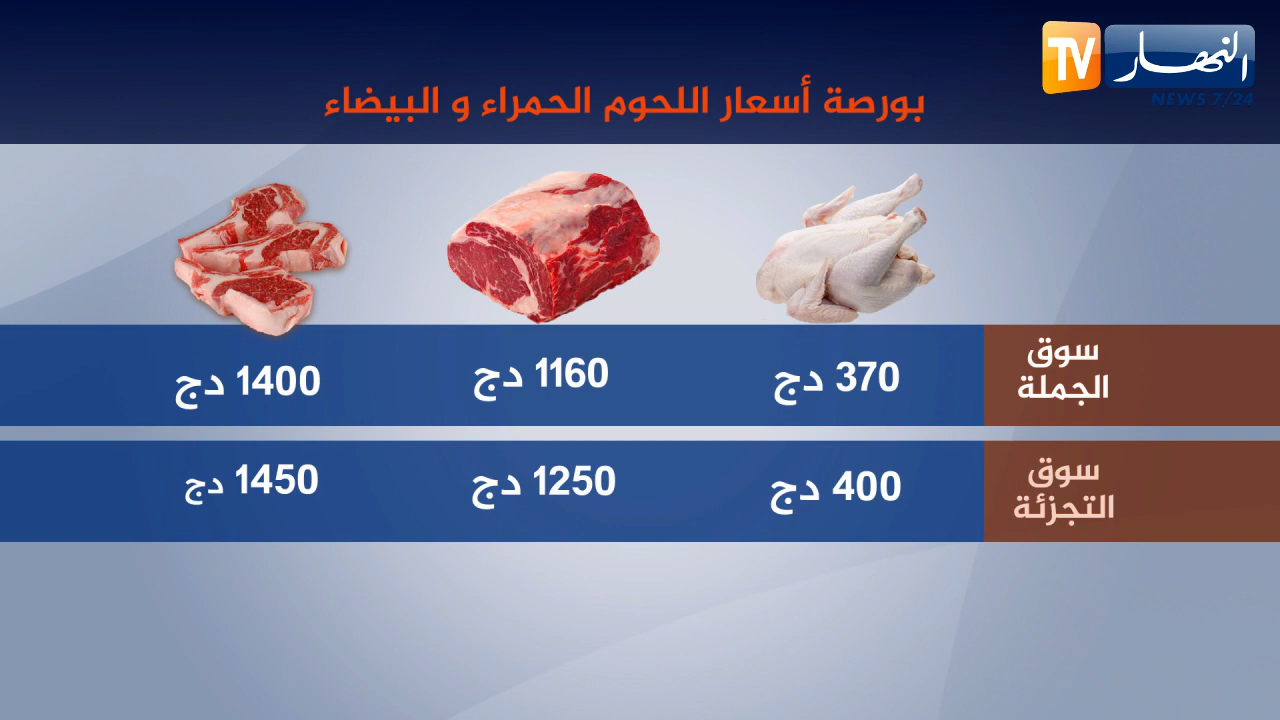 النهار TV
NEWS 7/24
بورصة أسعار اللحوم الحمراء و البيضاء
سوق
الجملة
370 دج
1160 دج
1400 دج
سوق
التجزئة
400 دج
1250 دج
1450 دج